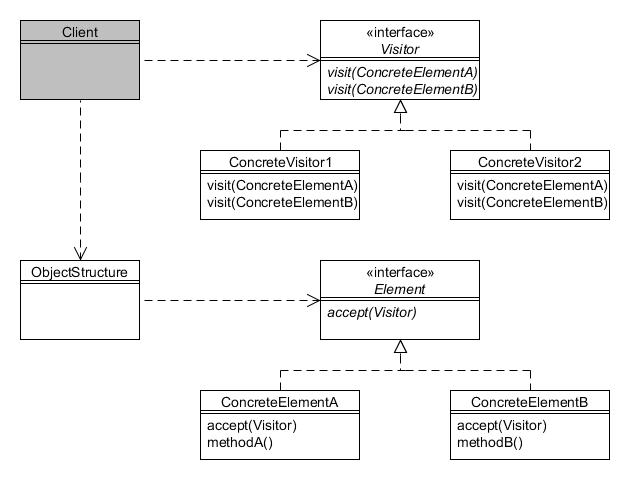 Client
«interface»
Visitor
visit(ConcreteElementA)
visit(ConcreteElementB)
ConcreteVisitor1
visit(ConcreteElementA)
visit(ConcreteElementB)
ConcreteVisitor2
visit(ConcreteElementA)
visit(ConcreteElementB)
ObjectStructure
«interface»
Element
accept(Visitor)
ConcreteElementA
accept(Visitor)
methodA()
ConcreteElementB
accept(Visitor)
methodB()